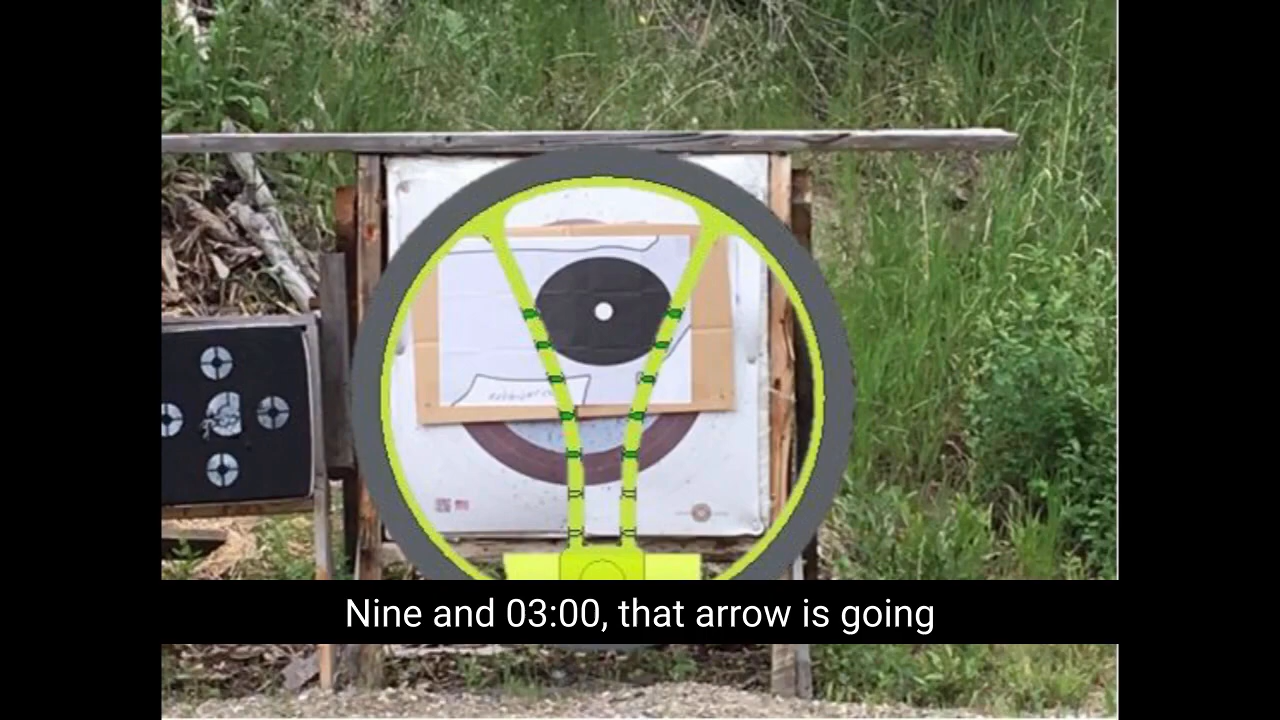 Nine and 03:00, that arrow is going